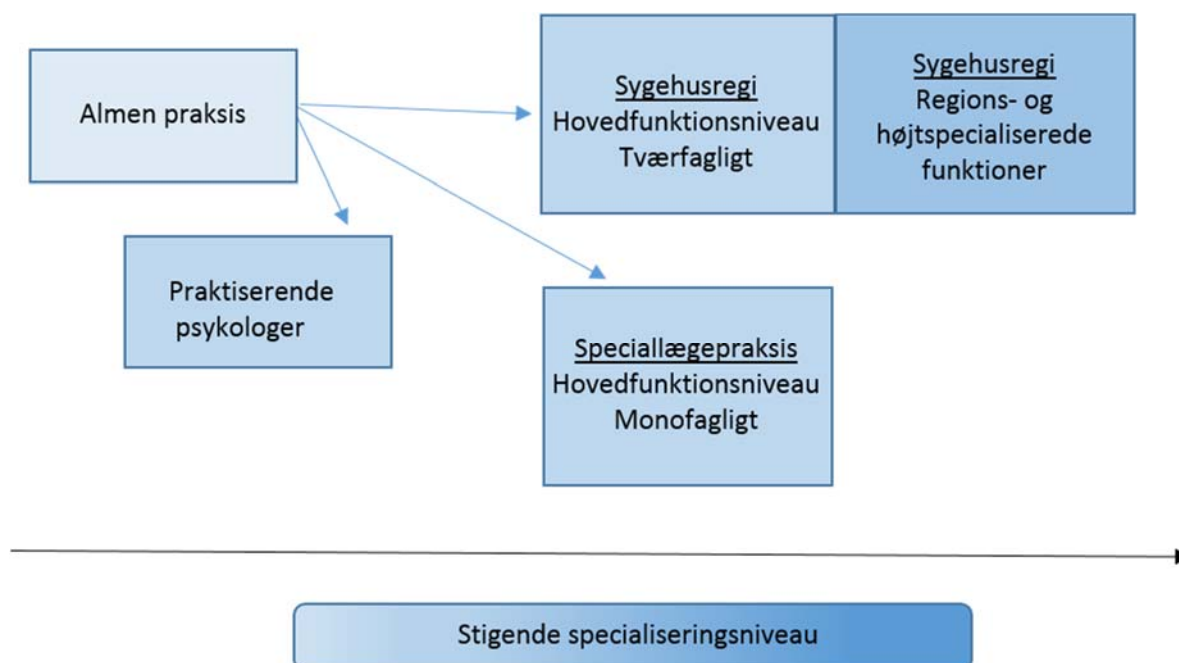 Almen praksis
Sygehusregi
Hovedfunktionsniveau
Tværfagligt
Sygehusregi
Regions- og
højtspecialiserede
funktioner
Praktiserende
psykologer
Speciallægepraksis
Hovedfunktionsniveau
Monofagligt
Stigende specialiseringsniveau